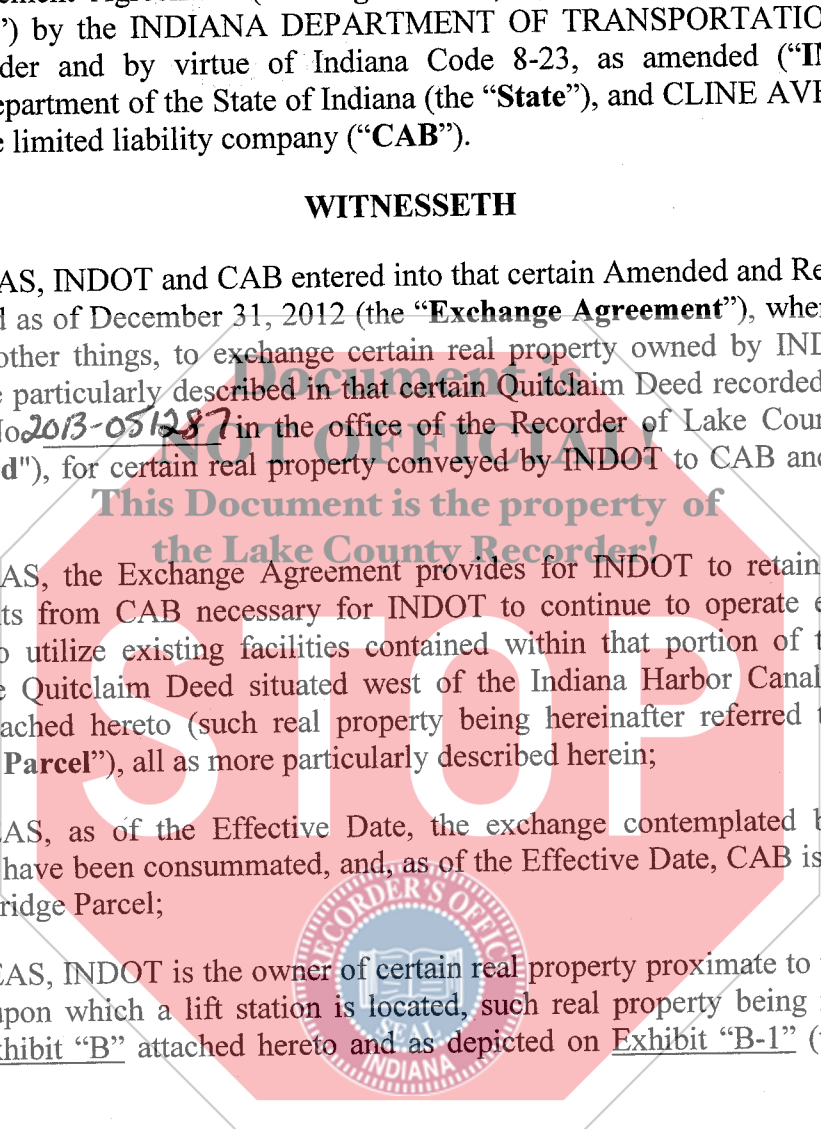 ’) by the INDIANA DEPARTMENT OF TRANSPORTATIO
der and by virtue of Indiana Code 8-23, as amended (“I
epartment of the State of Indiana (the “State”), and CLINE AVE
e limited liability company (“CAB”).
WITNESSETH
AS, INDOT and CAB entered into that certain Amended and Re
d as of December 31, 2012 (the “Exchange Agreement”), whe
other things, to exchange certain real property owned by IND
e particularly described in that certain Quitclaim Deed recorded
No 2013-051287 in the office of the Recorder of Lake Cou
d"), for certain real property conveyed by INDOT to CAB and
Document is
NOT OFFICIAL!
This Document is the property of
the Lake County Recorder!
AS, the Exchange Agreement provides for INDOT to retain
ts from CAB necessary for INDOT to continue to operate e
o utilize existing facilities contained within that portion of t
e Quitclaim Deed situated west of the Indiana Harbor Canal
ached hereto (such real property being hereinafter referred t
Parcel”), all as more particularly described herein;
STOP
EAS, as of the Effective Date, the exchange contemplated b
have been consummated, and, as of the Effective Date, CAB is
ridge Parcel;
EAS, INDOT is the owner of certain real property proximate to
upon which a lift station is located, such real property being
xhibit “B” attached hereto and as depicted on Exhibit “B-1” (
RECORDER'S OFFICE
SEAL
INDIANA